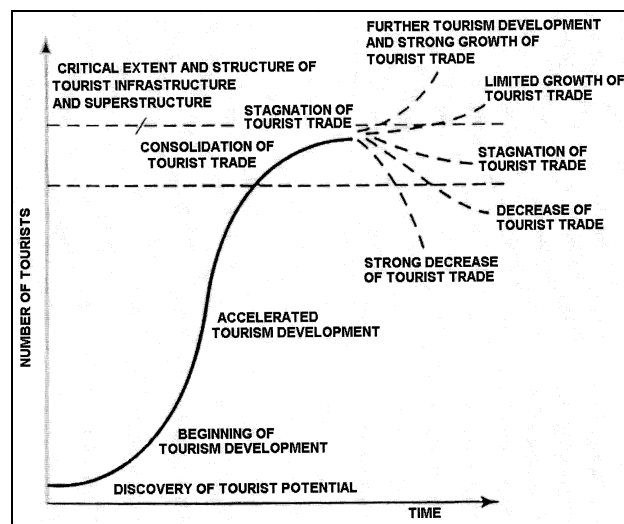 FURTHER TOURISM DEVELOPMENT
AND STRONG GROWTH OF
TOURIST TRADE
CRITICAL EXTENT AND STRUCTURE OF
TOURIST INFRASTRUCTURE
AND SUPERSTRUCTURE
LIMITED GROWTH OF
TOURIST TRADE
STAGNATION OF
TOURIST TRADE
CONSOLIDATION OF
TOURIST TRADE
STAGNATION OF
TOURIST TRADE
DECREASE OF
TOURIST TRADE
STRONG DECREASE
OF TOURIST TRADE
NUMBER OF TOURISTS
ACCELERATED
TOURISM DEVELOPMENT
BEGINNING OF
TOURISM DEVELOPMENT
DISCOVERY OF TOURIST POTENTIAL
TIME